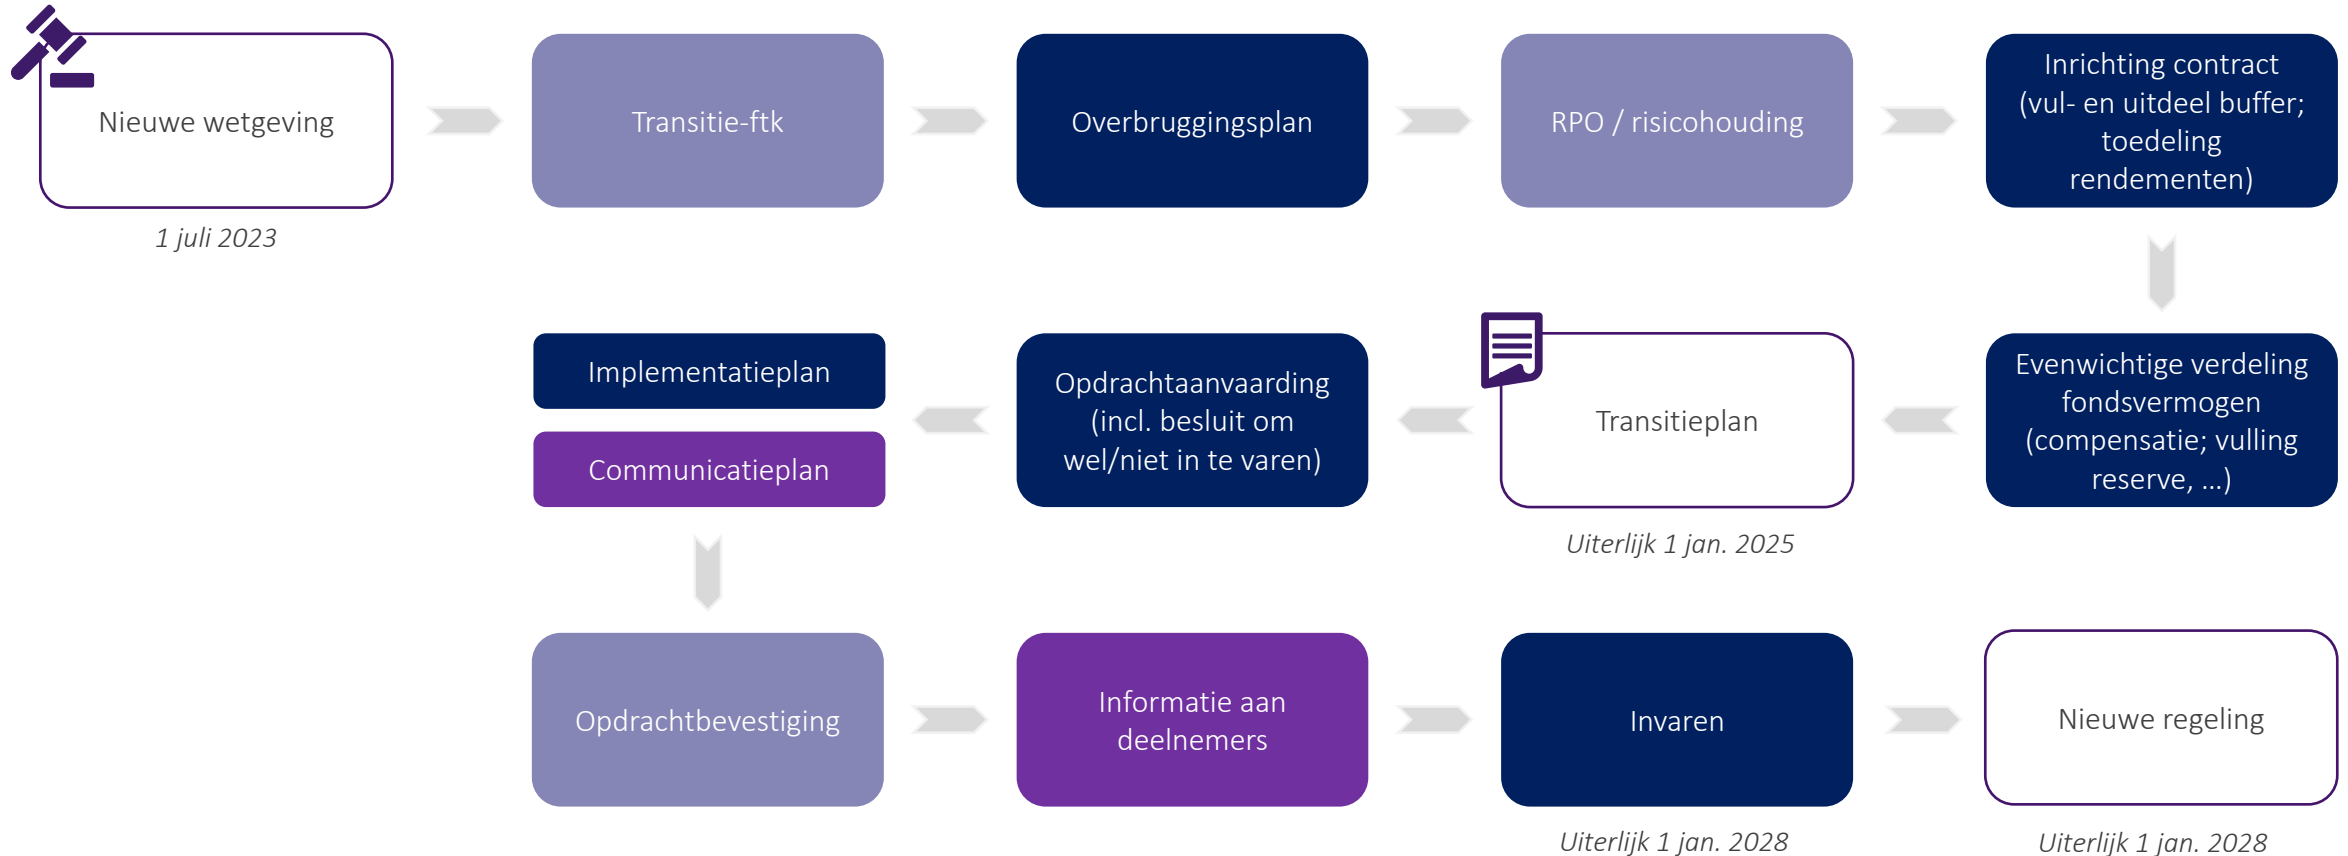 Nieuwe wetgeving
1 juli 2023
Transitie-ftk
Overbruggingsplan
RPO / risicohouding
Inrichting contract
(vul- en uitdeel buffer;
toedeling
rendementen)
Evenwichtige verdeling
fondsvermogen
(compensatie; vulling
reserve, …)
Transitieplan
Uiterlijk 1 jan. 2025
Opdrachtaanvaarding
(incl. besluit om
wel/niet in te varen)
Implementatieplan
Communicatieplan
Opdrachtbevestiging
Informatie aan
deelnemers
Invaren
Uiterlijk 1 jan. 2028
Nieuwe regeling
Uiterlijk 1 jan. 2028